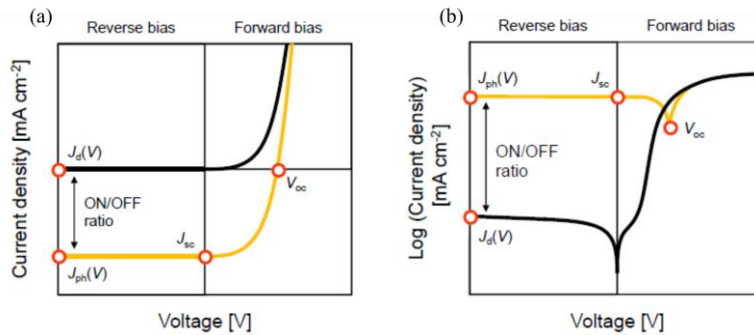 (a)
Reverse bias Forward bias
Current density [mA cm⁻²]
J_d(V)
ON/OFF
ratio
V_oc
J_sc
J_ph(V)
Voltage [V]
(b)
Reverse bias Forward bias
Log (Current density)
[mA cm⁻²]
J_ph(V)
J_sc
V_oc
ON/OFF
ratio
J_d(V)
Voltage [V]